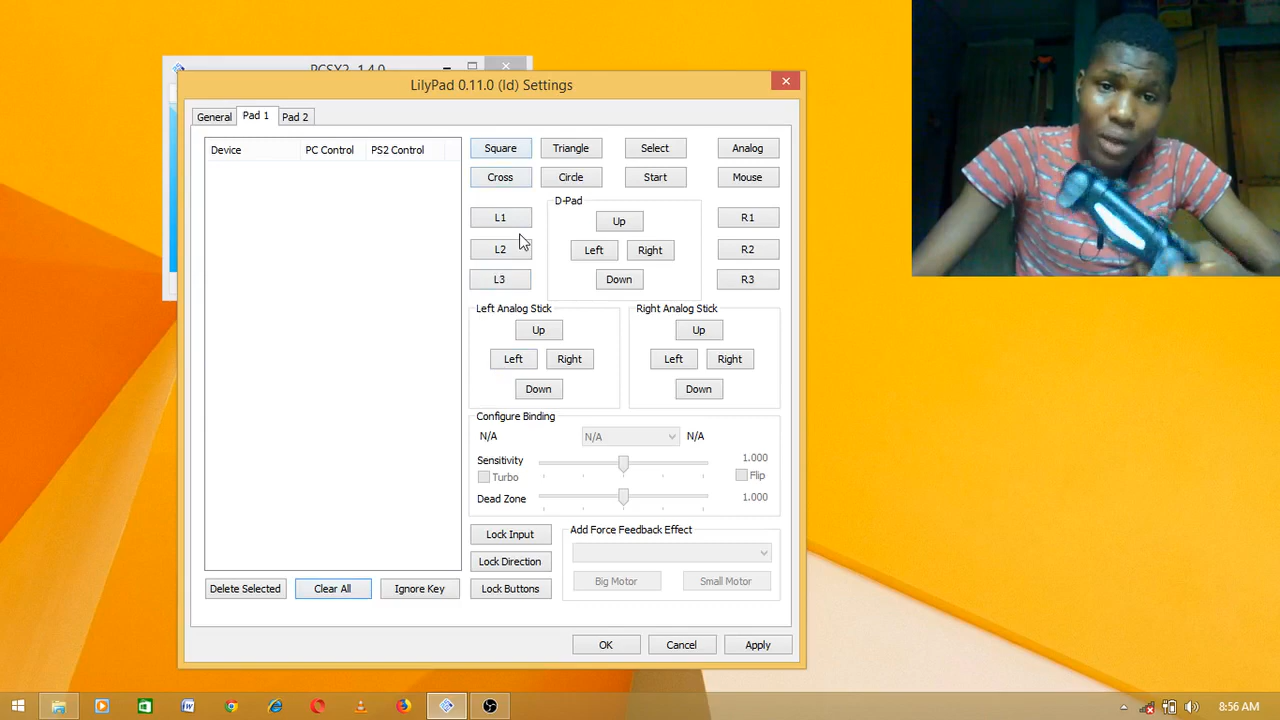 PCSX2 1.4.0
LilyPad 0.11.0 (ld) Settings
General
Pad 1
Pad 2
Device
PC Control
PS2 Control
Square
Triangle
Select
Analog
Cross
Circle
Start
Mouse
D-Pad
L1
Up
R1
L2
Left
Right
R2
L3
Down
R3
Left Analog Stick
Right Analog Stick
Up
Up
Left
Right
Left
Right
Down
Down
Configure Binding
N/A
N/A
N/A
Sensitivity
1.000
Turbo
Flip
Dead Zone
1.000
Lock Input
Add Force Feedback Effect
Lock Direction
Big Motor
Small Motor
Delete Selected
Clear All
Ignore Key
Lock Buttons
OK
Cancel
Apply
8:56 AM